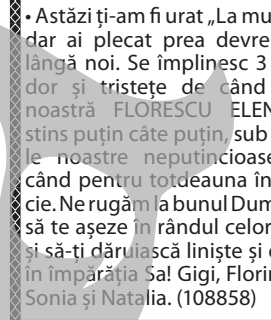 • Astăzi ți-am fi urat „La mu
dar ai plecat prea devre
lângă noi. Se împlinesc 3
dor și tristețe de când
noastră FLORESCU ELEN
stins puțin câte puțin, sub
le noastre neputincioase
când pentru totdeauna în
cie. Ne rugăm la bunul Dum
să te așeze în rândul celor
și să-ți dăruiască liniște și
în împărăția Sa! Gigi, Florin
Sonia și Natalia. (108858)